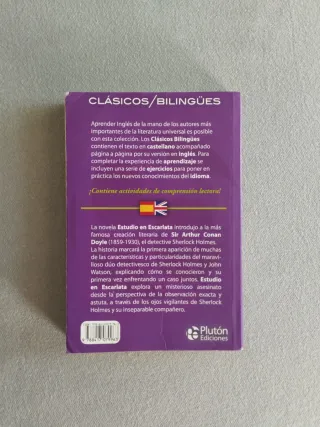 CLÁSICOS/BILINGÜES
Aprender Inglés de la mano de los autores más
importantes de la literatura universal es posible
con esta colección. Los Clásicos Bilingües
contienen el texto en castellano acompañado
página a página por su versión en inglés. Para
completar la experiencia de aprendizaje se
incluyen una serie de ejercicios para poner en
práctica los nuevos conocimientos del idioma.
¡Contiene actividades de comprensión lectora!
La novela Estudio en Escarlata introdujo a la más
famosa creación literaria de Sir Arthur Conan
Doyle (1859-1930), el detective Sherlock Holmes.
La historia marcará la primera aparición de muchas
de las características y particularidades del maravi-
lloso dúo detectivesco de Sherlock Holmes y John
Watson, explicando cómo se conocieron y su
primera vez enfrentando un caso juntos. Estudio
en Escarlata explora un misterioso asesinato
desde la perspectiva de la observación exacta y
astuta, a través de los ojos vigilantes de Sherlock
Holmes y su inseparable compañero.
Plutón
Ediciones